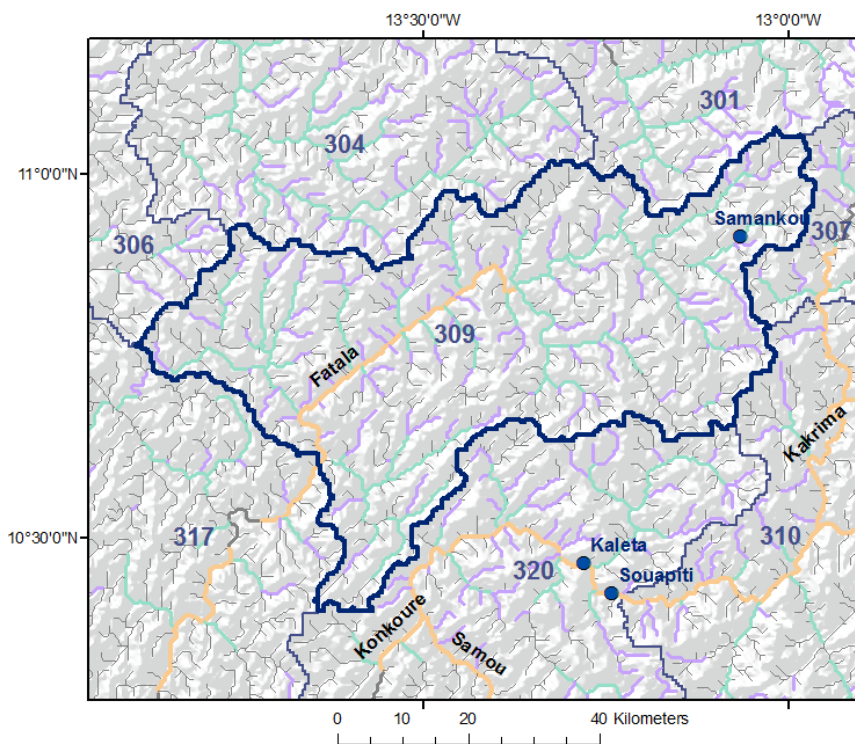 13°30'0"W
13°0'0"W
301
304
11°0'0"N
Samankou
306
307
309
Fatala
Kakrima
10°30'0"N
317
310
Kaleta
320
Souapiti
Konkoure
Samou
0 10 20 40 Kilometers